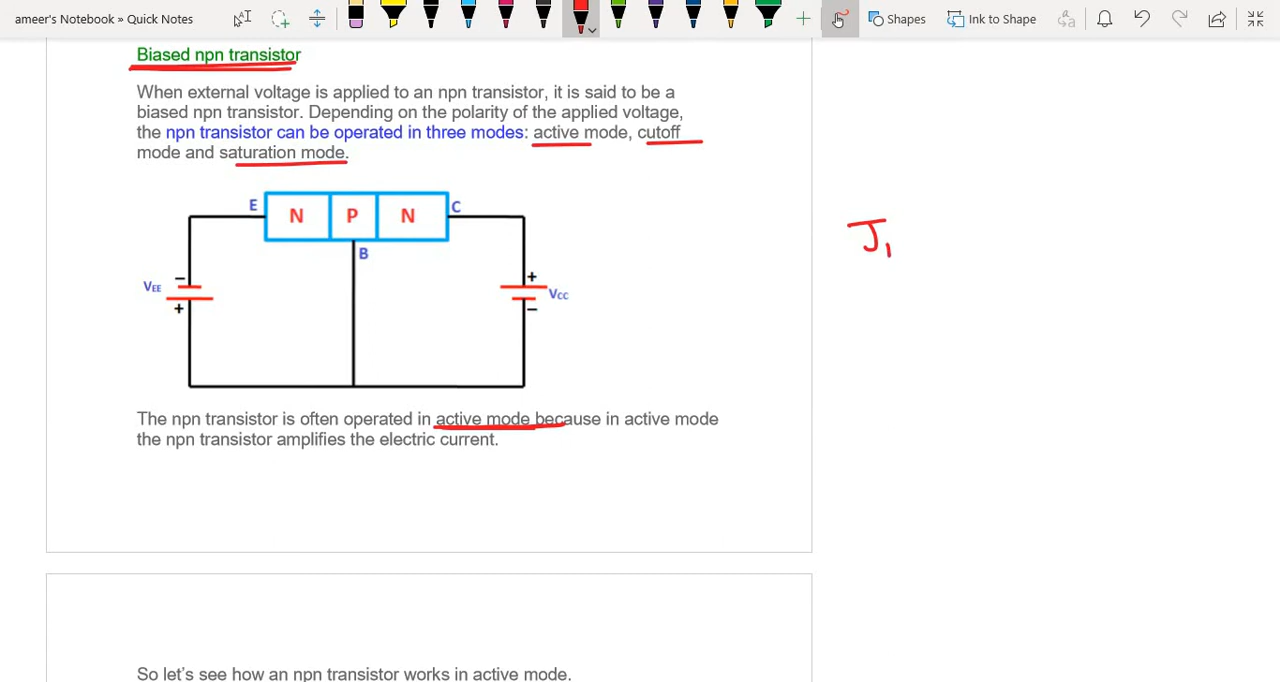 ameer's Notebook » Quick Notes
Shapes
Ink to Shape
Biased npn transistor
When external voltage is applied to an npn transistor, it is said to be a
biased npn transistor. Depending on the polarity of the applied voltage,
the npn transistor can be operated in three modes: active mode, cutoff
mode and saturation mode.
E N P N C
B
J1
− +
VEE VCC
+ −
The npn transistor is often operated in active mode because in active mode
the npn transistor amplifies the electric current.
So let's see how an npn transistor works in active mode.